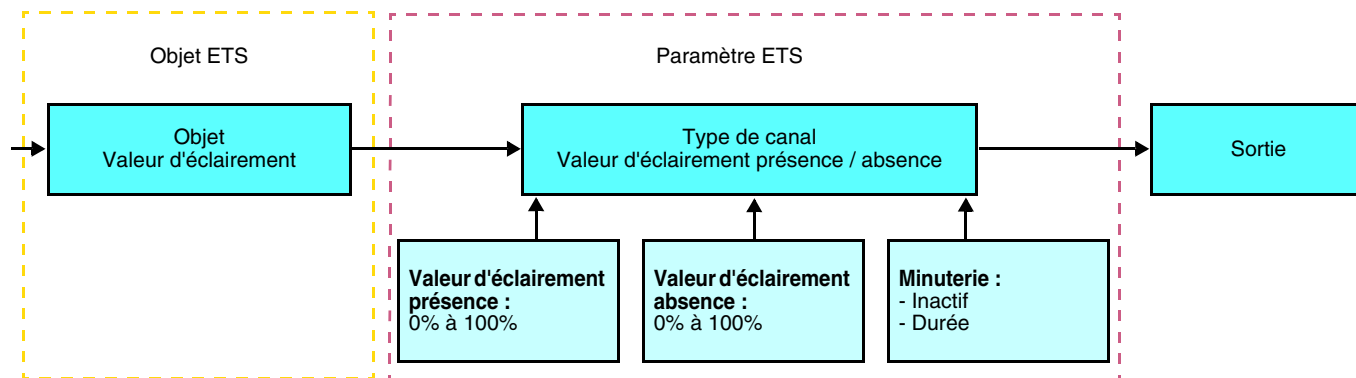 Objet ETS
Paramètre ETS
Objet
Valeur d'éclairement
Type de canal
Valeur d'éclairement présence / absence
Sortie
Valeur d'éclairement
présence :
0% à 100%
Valeur d'éclairement
absence :
0% à 100%
Minuterie :
- Inactif
- Durée